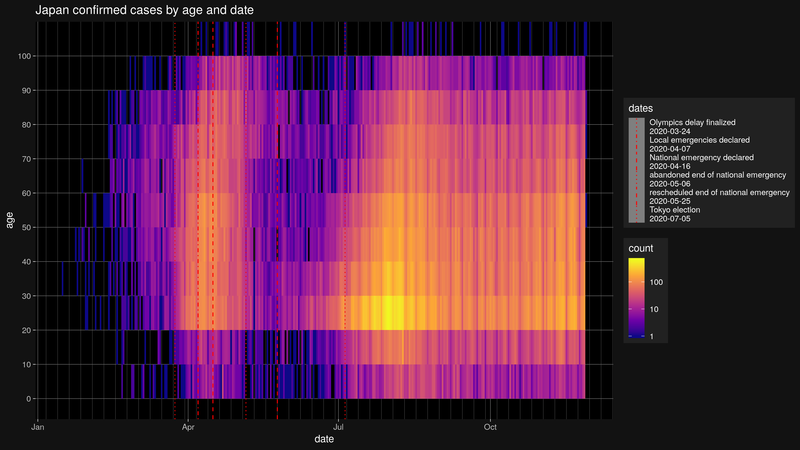 Japan confirmed cases by age and date
100
90
80
70
60
50
40
30
20
10
0
age
Jan
Apr
Jul
Oct
date
dates
Olympics delay finalized
2020-03-24
Local emergencies declared
2020-04-07
National emergency declared
2020-04-16
abandoned end of national emergency
2020-05-06
rescheduled end of national emergency
2020-05-25
Tokyo election
2020-07-05
count
100
10
1